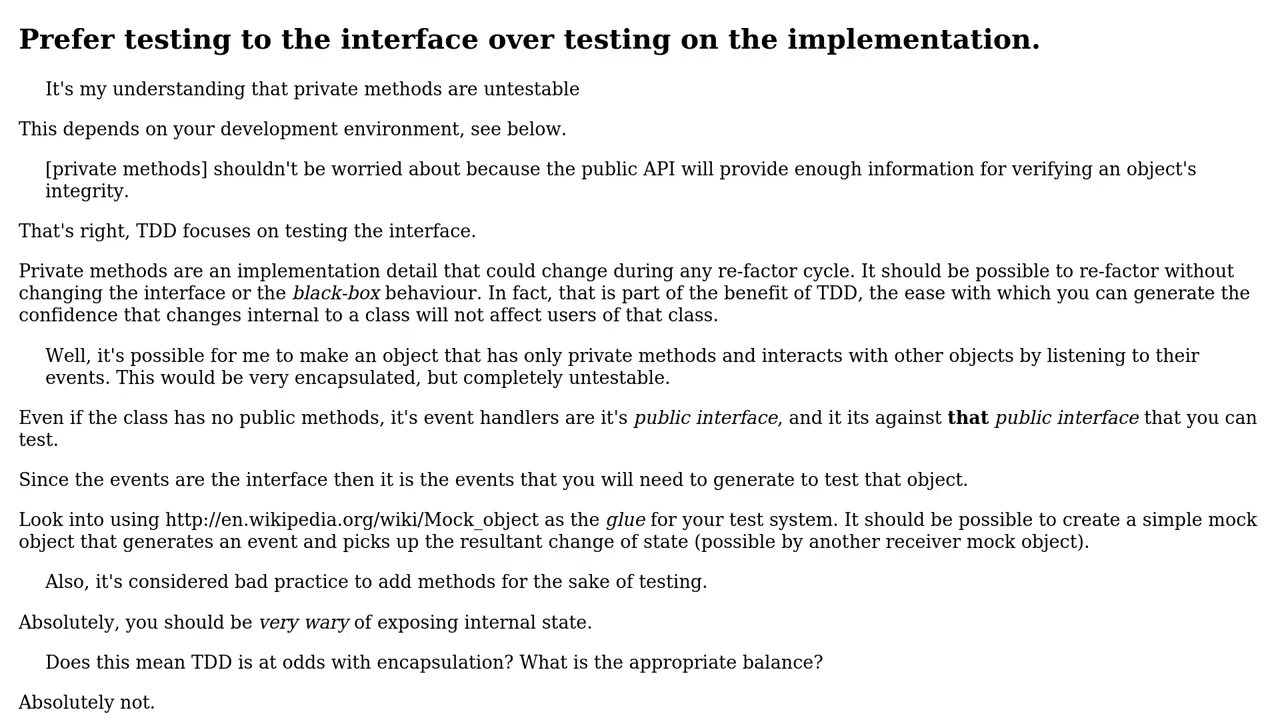 Prefer testing to the interface over testing on the implementation.
It's my understanding that private methods are untestable
This depends on your development environment, see below.
[private methods] shouldn't be worried about because the public API will provide enough information for verifying an object's
integrity.
That's right, TDD focuses on testing the interface.
Private methods are an implementation detail that could change during any re-factor cycle. It should be possible to re-factor without
changing the interface or the black-box behaviour. In fact, that is part of the benefit of TDD, the ease with which you can generate the
confidence that changes internal to a class will not affect users of that class.
Well, it's possible for me to make an object that has only private methods and interacts with other objects by listening to their
events. This would be very encapsulated, but completely untestable.
Even if the class has no public methods, it's event handlers are it's public interface, and it its against that public interface that you can
test.
Since the events are the interface then it is the events that you will need to generate to test that object.
Look into using http://en.wikipedia.org/wiki/Mock_object as the glue for your test system. It should be possible to create a simple mock
object that generates an event and picks up the resultant change of state (possible by another receiver mock object).
Also, it's considered bad practice to add methods for the sake of testing.
Absolutely, you should be very wary of exposing internal state.
Does this mean TDD is at odds with encapsulation? What is the appropriate balance?
Absolutely not.